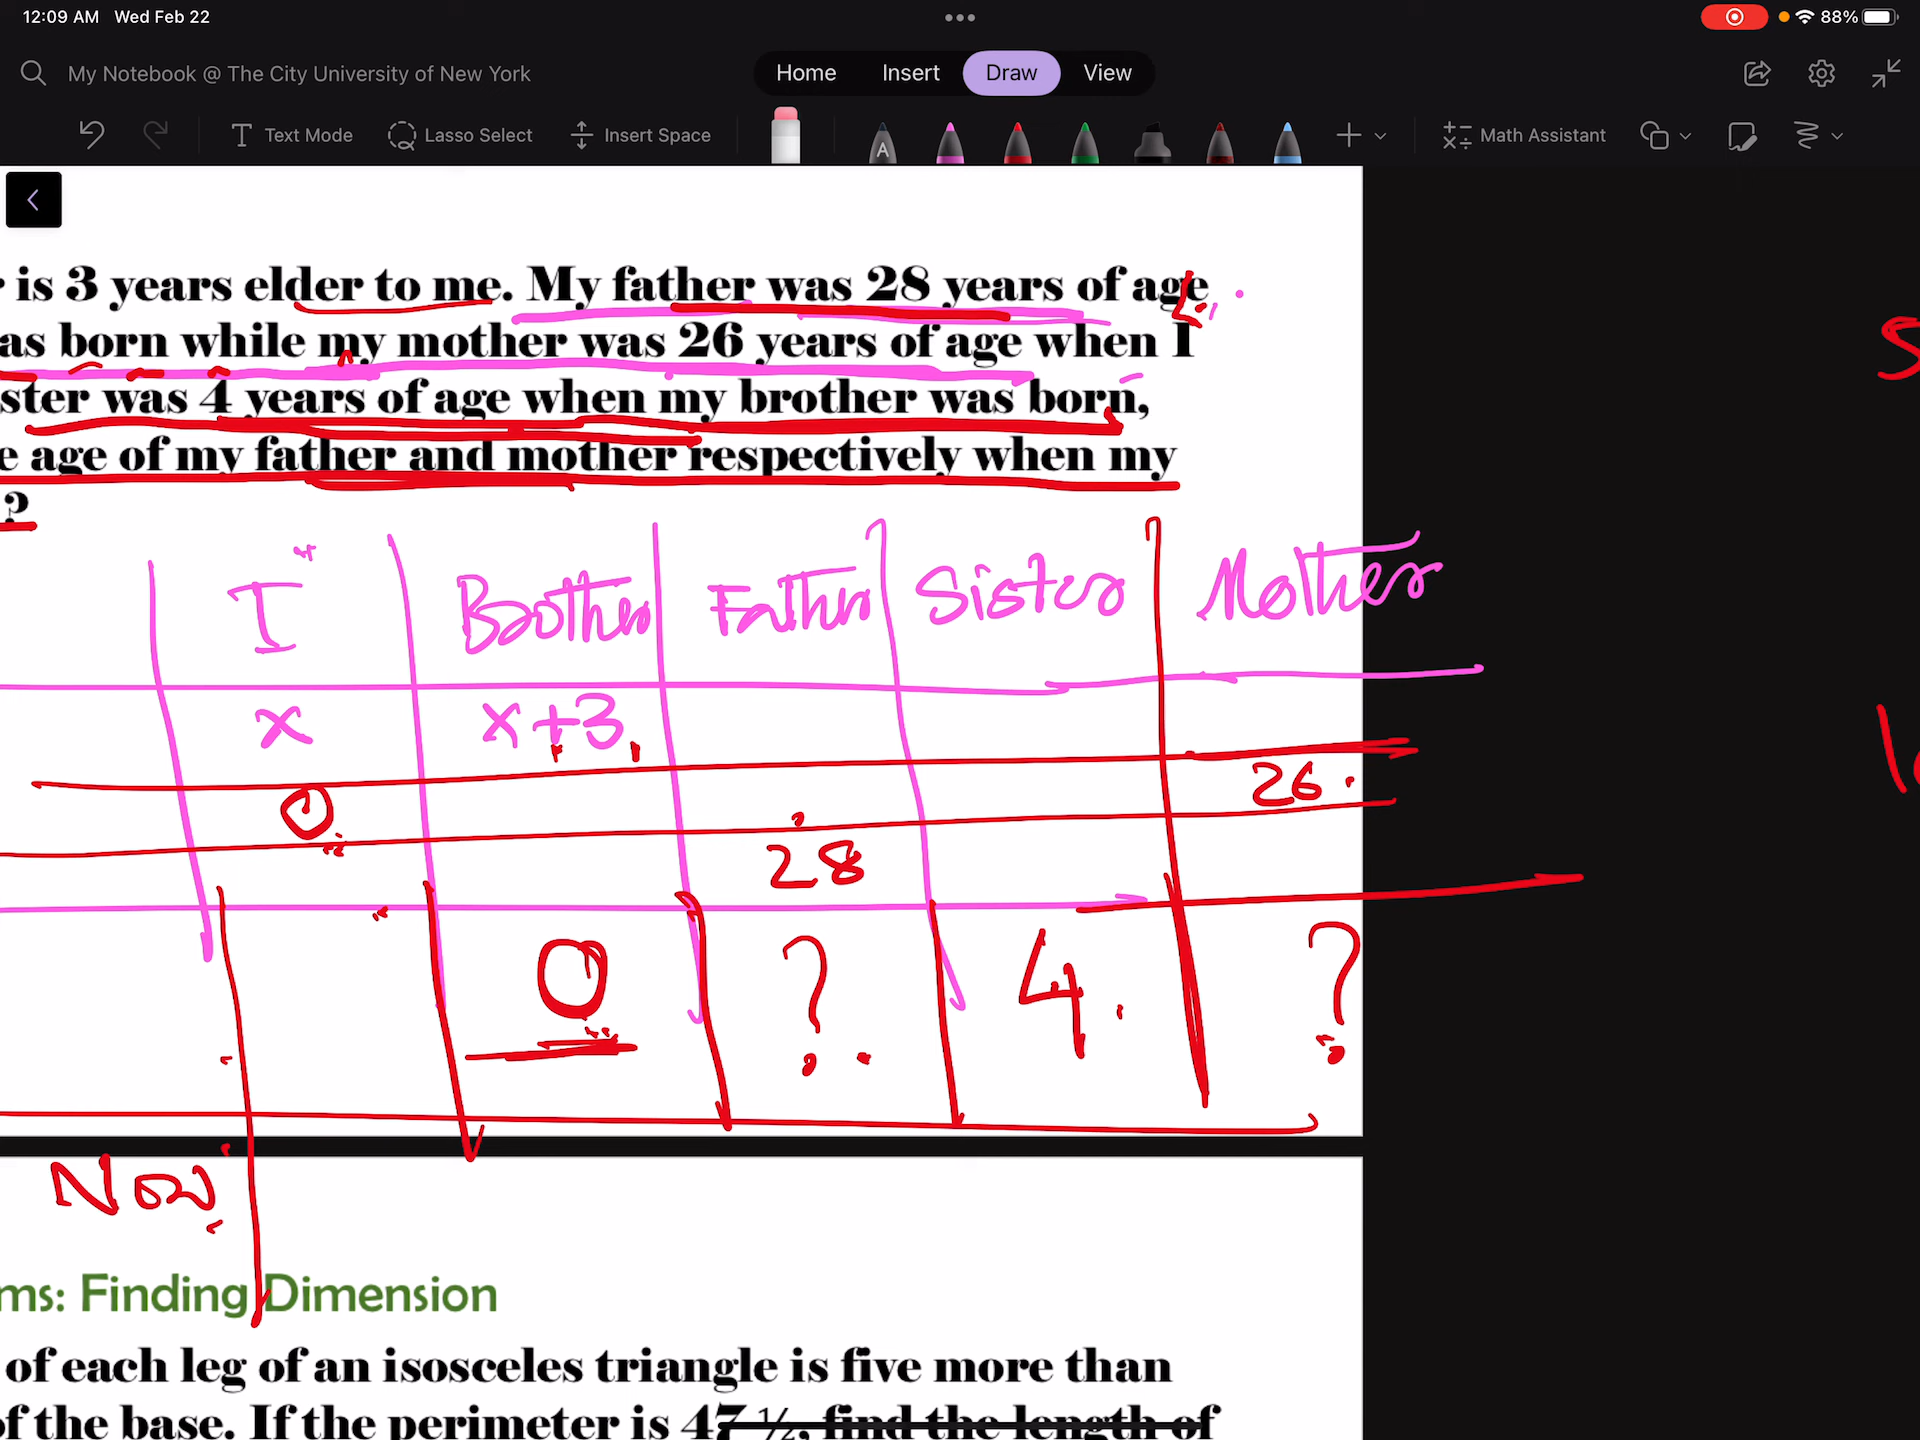 12:09 AM Wed Feb 22
88%
My Notebook @ The City University of New York
Home Insert Draw View
Text Mode Lasso Select Insert Space A Math Assistant
is 3 years elder to me. My father was 28 years of age
as born while my mother was 26 years of age when I
ster was 4 years of age when my brother was born,
e age of my father and mother respectively when my
?
I Brother Father Sister Mother
x x+3
0 26
28
0 ? 4 ?
Now
ms: Finding Dimension
of each leg of an isosceles triangle is five more than
of the base. If the perimeter is 47 ½, find the length of